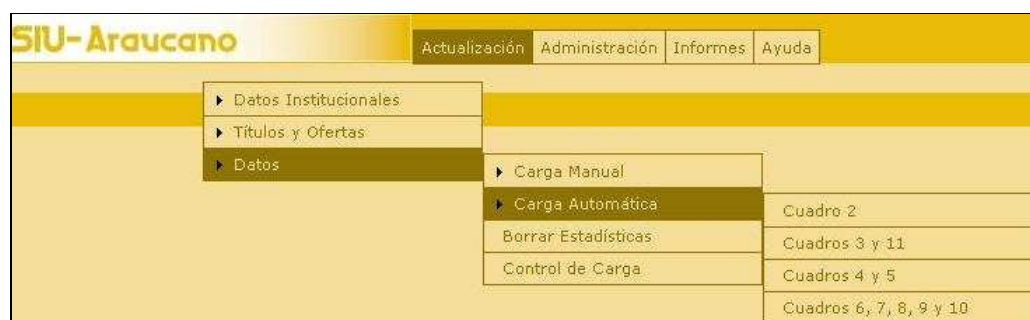 SIU-Araucano
Actualización Administración Informes Ayuda
Datos Institucionales
Títulos y Ofertas
Datos
Carga Manual
Carga Automática
Borrar Estadísticas
Control de Carga
Cuadro 2
Cuadros 3 y 11
Cuadros 4 y 5
Cuadros 6, 7, 8, 9 y 10